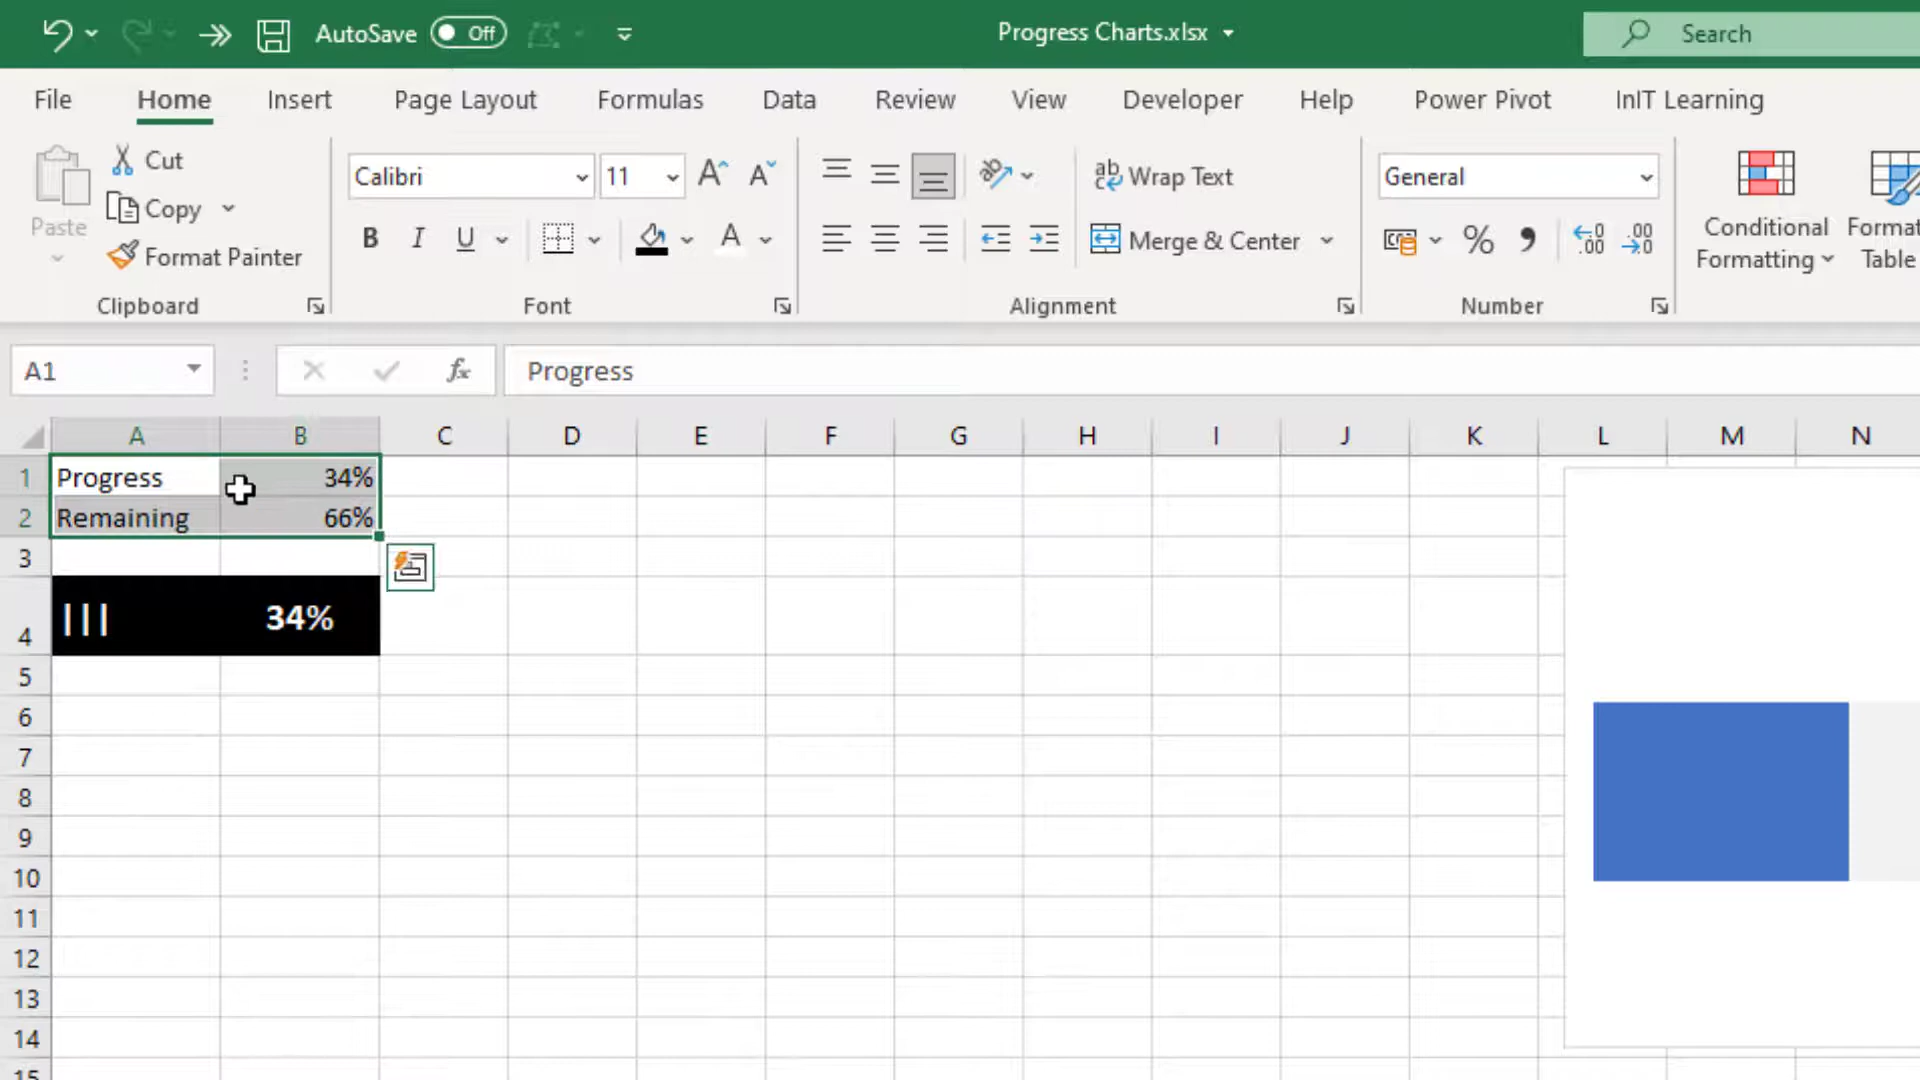 AutoSave Off
Progress Charts.xlsx
Search
File Home Insert Page Layout Formulas Data Review View Developer Help Power Pivot InIT Learning
Paste
Cut
Copy
Format Painter
Clipboard
Calibri 11
B I U A
Font
Wrap Text
Merge & Center
Alignment
General
% 
Number
Conditional
Formatting
Format
Table
A1 fx Progress
A B C D E F G H I J K L M N
1 Progress 34%
2 Remaining 66%
3
4 ||| 34%
5
6
7
8
9
10
11
12
13
14
15